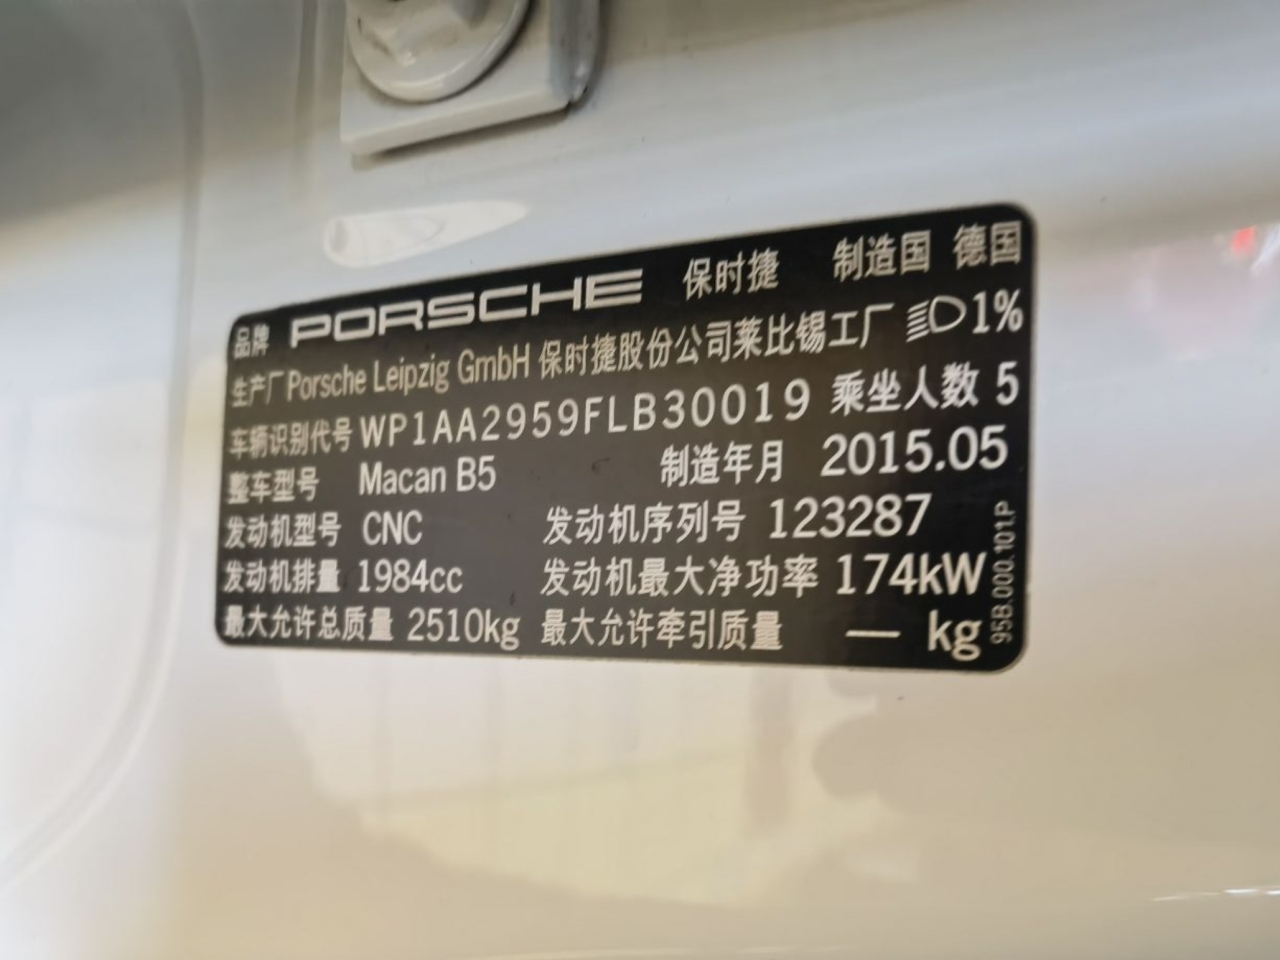 品牌 PORSCHE 保时捷 制造国 德国
生产厂 Porsche Leipzig GmbH 保时捷股份公司莱比锡工厂 1%
车辆识别代号 WP1AA2959FLB30019 乘坐人数 5
整车型号 Macan B5 制造年月 2015.05
发动机型号 CNC 发动机序列号 123287
发动机排量 1984cc 发动机最大净功率 174kW
最大允许总质量 2510kg 最大允许牵引质量 — kg
95B.000.101.P